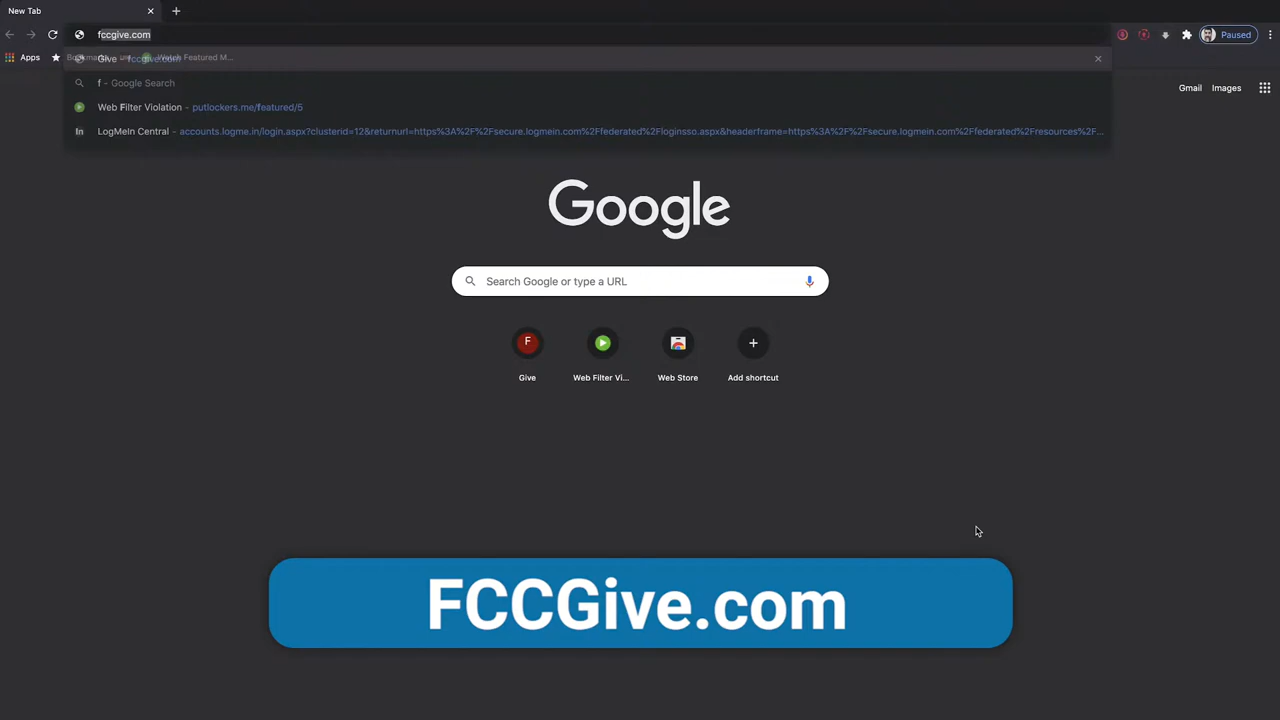 New Tab
fccgive.com
Paused
Apps
Give - fccgive.com
Watch Featured M...
f - Google Search
Gmail
Images
Web Filter Violation - putlockers.me/featured/5
In
LogMeIn Central - accounts.logme.in/login.aspx?clusterid=12&returnurl=https%3A%2F%2Fsecure.logmein.com%2Ffederated%2Floginsso.aspx&headerframe=https%3A%2F%2Fsecure.logmein.com%2Ffederated%2Fresources%2F...
Google
Search Google or type a URL
F
Give
Web Filter Vi...
Web Store
Add shortcut
FCCGive.com